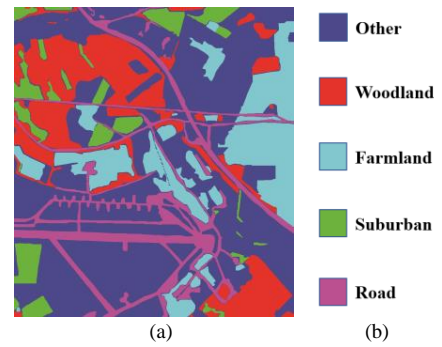 Other
Woodland
Farmland
Suburban
Road
(a) (b)